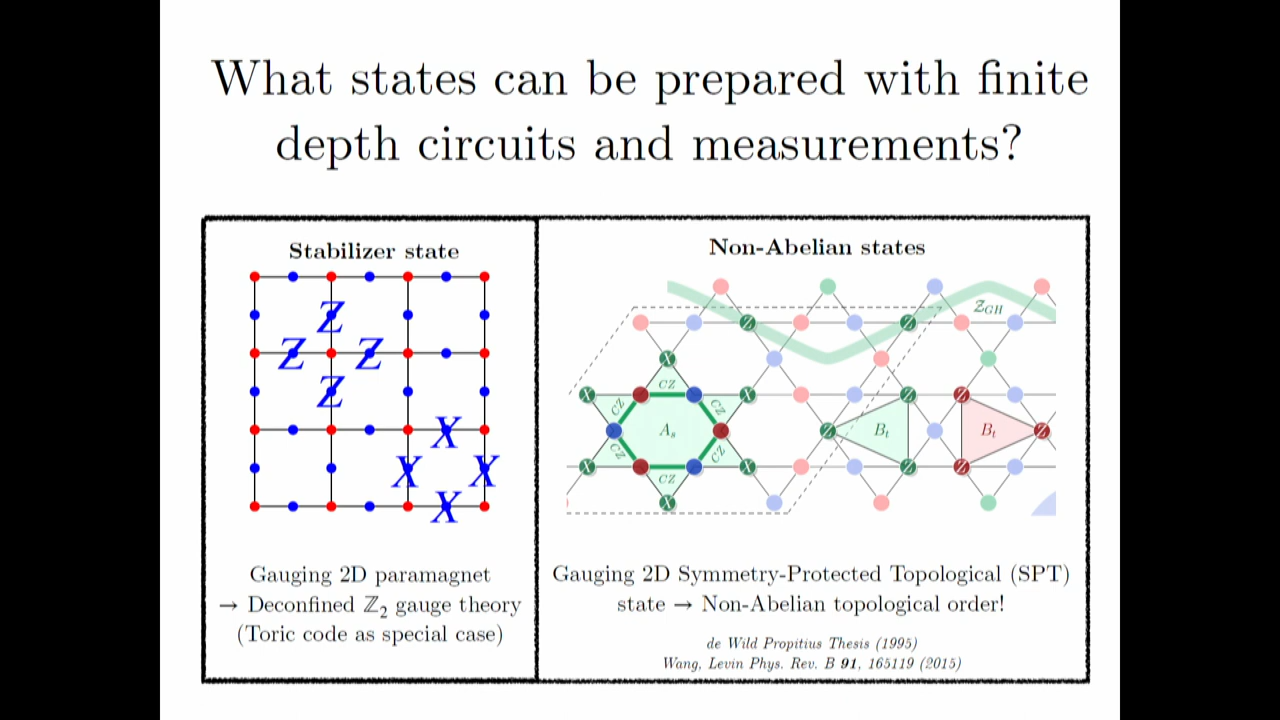 What states can be prepared with finite
depth circuits and measurements?
Stabilizer state
Z
Z Z
Z
X
X X
X
Gauging 2D paramagnet
→ Deconfined ℤ₂ gauge theory
(Toric code as special case)
Non-Abelian states
Z_GH
Z Z
X
CZ
X CZ CZ X Z Z
A_s Z B_t B_t Z
CZ CZ
X CZ X Z Z
X
Gauging 2D Symmetry-Protected Topological (SPT)
state → Non-Abelian topological order!
de Wild Propitius Thesis (1995)
Wang, Levin Phys. Rev. B 91, 165119 (2015)